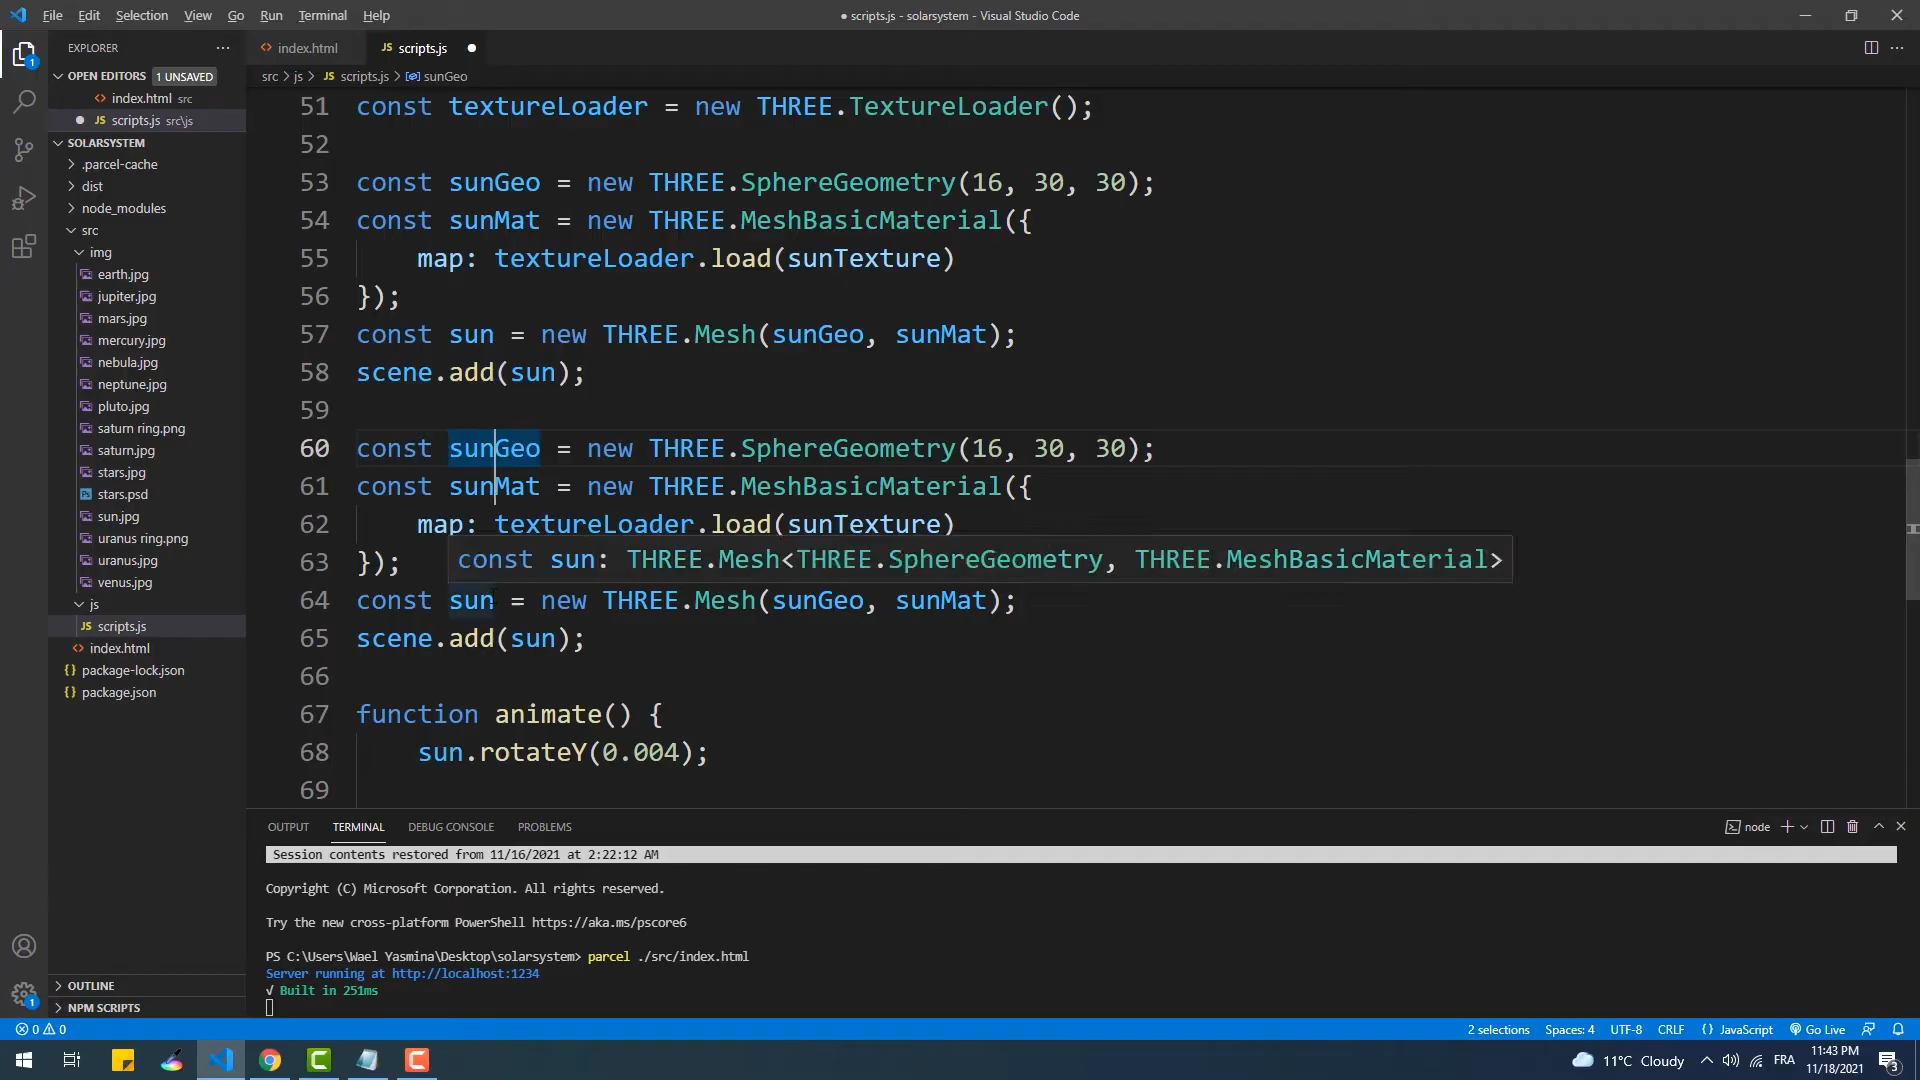 File Edit Selection View Go Run Terminal Help
● scripts.js - solarsystem - Visual Studio Code
EXPLORER
OPEN EDITORS 1 UNSAVED
index.html src
JS scripts.js src\js
SOLARSYSTEM
.parcel-cache
dist
node_modules
src
img
earth.jpg
jupiter.jpg
mars.jpg
mercury.jpg
nebula.jpg
neptune.jpg
pluto.jpg
saturn ring.png
saturn.jpg
stars.jpg
stars.psd
sun.jpg
uranus ring.png
uranus.jpg
venus.jpg
js
JS scripts.js
index.html
package-lock.json
package.json
OUTLINE
NPM SCRIPTS
index.html JS scripts.js
src > js > JS scripts.js > sunGeo
51 const textureLoader = new THREE.TextureLoader();
52
53 const sunGeo = new THREE.SphereGeometry(16, 30, 30);
54 const sunMat = new THREE.MeshBasicMaterial({
55 map: textureLoader.load(sunTexture)
56 });
57 const sun = new THREE.Mesh(sunGeo, sunMat);
58 scene.add(sun);
59
60 const sunGeo = new THREE.SphereGeometry(16, 30, 30);
61 const sunMat = new THREE.MeshBasicMaterial({
62 map: textureLoader.load(sunTexture)
63 });
const sun: THREE.Mesh<THREE.SphereGeometry, THREE.MeshBasicMaterial>
64 const sun = new THREE.Mesh(sunGeo, sunMat);
65 scene.add(sun);
66
67 function animate() {
68 sun.rotateY(0.004);
69
OUTPUT TERMINAL DEBUG CONSOLE PROBLEMS
node
Session contents restored from 11/16/2021 at 2:22:12 AM
Copyright (C) Microsoft Corporation. All rights reserved.
Try the new cross-platform PowerShell https://aka.ms/pscore6
PS C:\Users\Wael Yasmina\Desktop\solarsystem> parcel ./src/index.html
Server running at http://localhost:1234
√ Built in 251ms
0 0
2 selections Spaces: 4 UTF-8 CRLF {} JavaScript Go Live
11°C Cloudy FRA 11:43 PM
11/18/2021
3